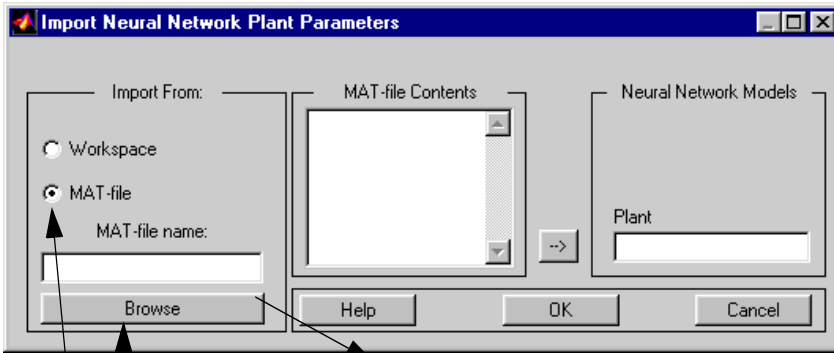 Import Neural Network Plant Parameters
Import From:
Workspace
MAT-file
MAT-file name:
Browse
MAT-file Contents
-->
Neural Network Models
Plant
Help
OK
Cancel